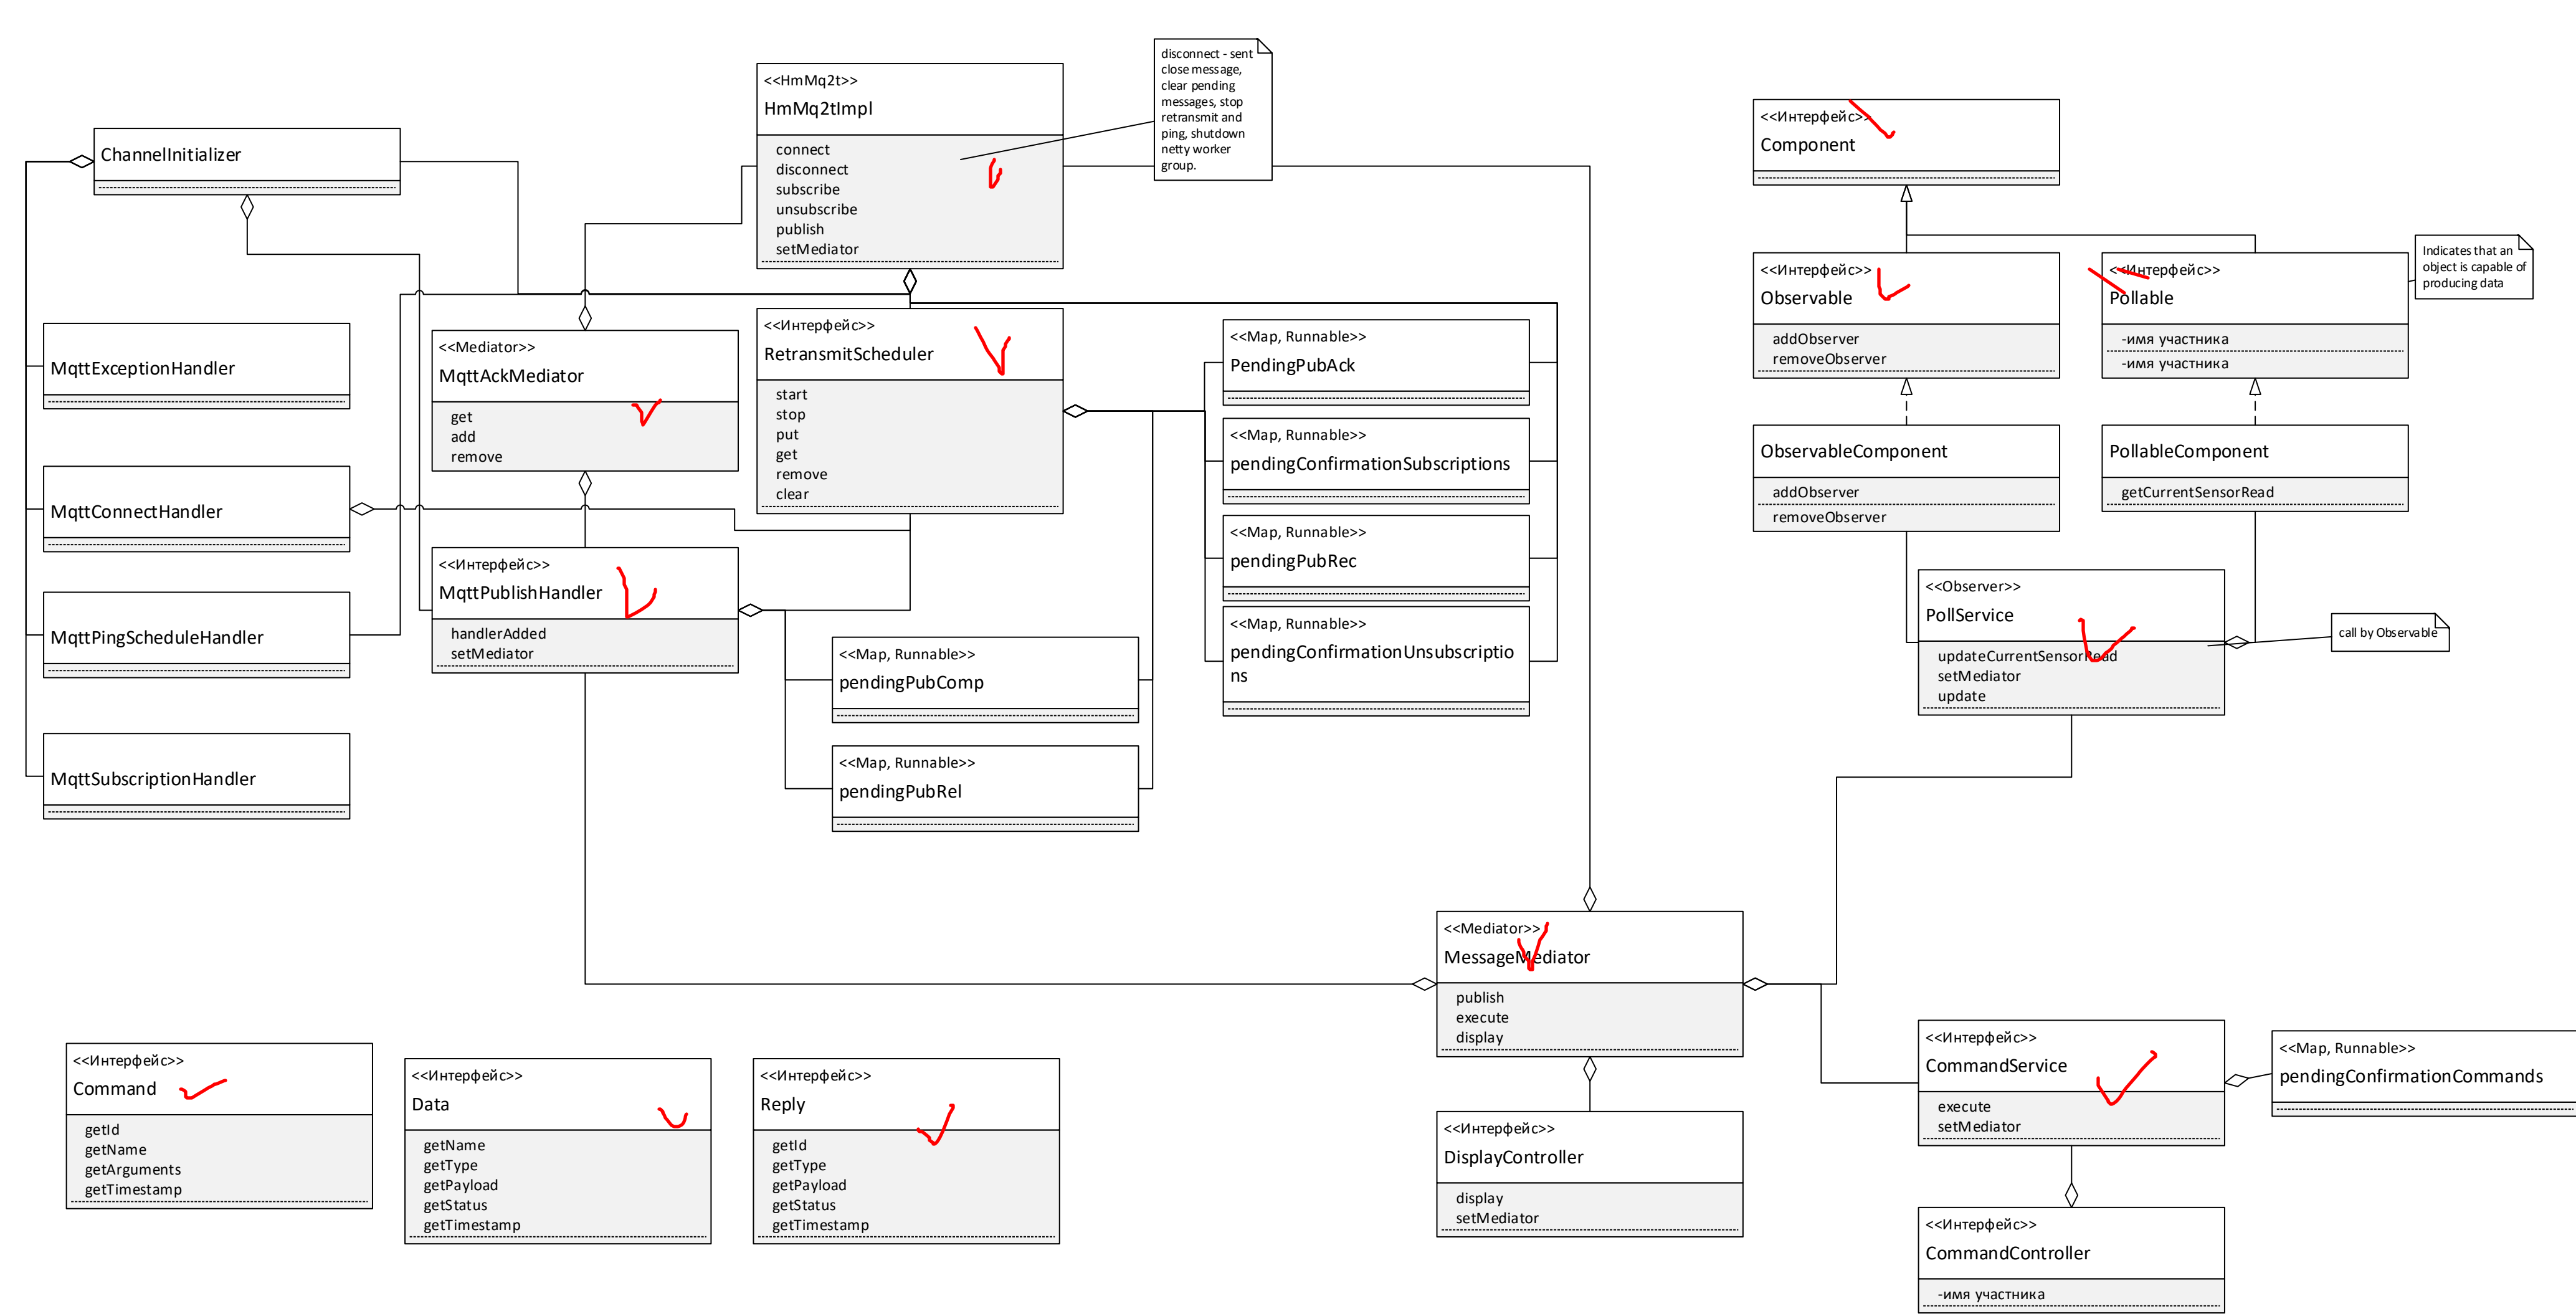 disconnect - sent
close message,
clear pending
messages, stop
retransmit and
ping, shutdown
netty worker
group.
<<HmMq2t>>
HmMq2tImpl
connect
disconnect
subscribe
unsubscribe
publish
setMediator
<<Интерфейс>>
Component
ChannelInitializer
<<Интерфейс>>
Observable
addObserver
removeObserver
<<Интерфейс>>
Pollable
-имя участника
-имя участника
Indicates that an
object is capable of
producing data
MqttExceptionHandler
<<Mediator>>
MqttAckMediator
get
add
remove
<<Интерфейс>>
RetransmitScheduler
start
stop
put
get
remove
clear
<<Map, Runnable>>
PendingPubAck
<<Map, Runnable>>
pendingConfirmationSubscriptions
<<Map, Runnable>>
pendingPubRec
<<Map, Runnable>>
pendingConfirmationUnsubscriptio
ns
ObservableComponent
addObserver
removeObserver
PollableComponent
getCurrentSensorRead
MqttConnectHandler
<<Интерфейс>>
MqttPublishHandler
handlerAdded
setMediator
<<Observer>>
PollService
updateCurrentSensorRead
setMediator
update
call by Observable
MqttPingScheduleHandler
<<Map, Runnable>>
pendingPubComp
<<Map, Runnable>>
pendingPubRel
MqttSubscriptionHandler
<<Mediator>>
MessageMediator
publish
execute
display
<<Интерфейс>>
Command
getId
getName
getArguments
getTimestamp
<<Интерфейс>>
Data
getName
getType
getPayload
getStatus
getTimestamp
<<Интерфейс>>
Reply
getId
getType
getPayload
getStatus
getTimestamp
<<Интерфейс>>
DisplayController
display
setMediator
<<Интерфейс>>
CommandService
execute
setMediator
<<Map, Runnable>>
pendingConfirmationCommands
<<Интерфейс>>
CommandController
-имя участника